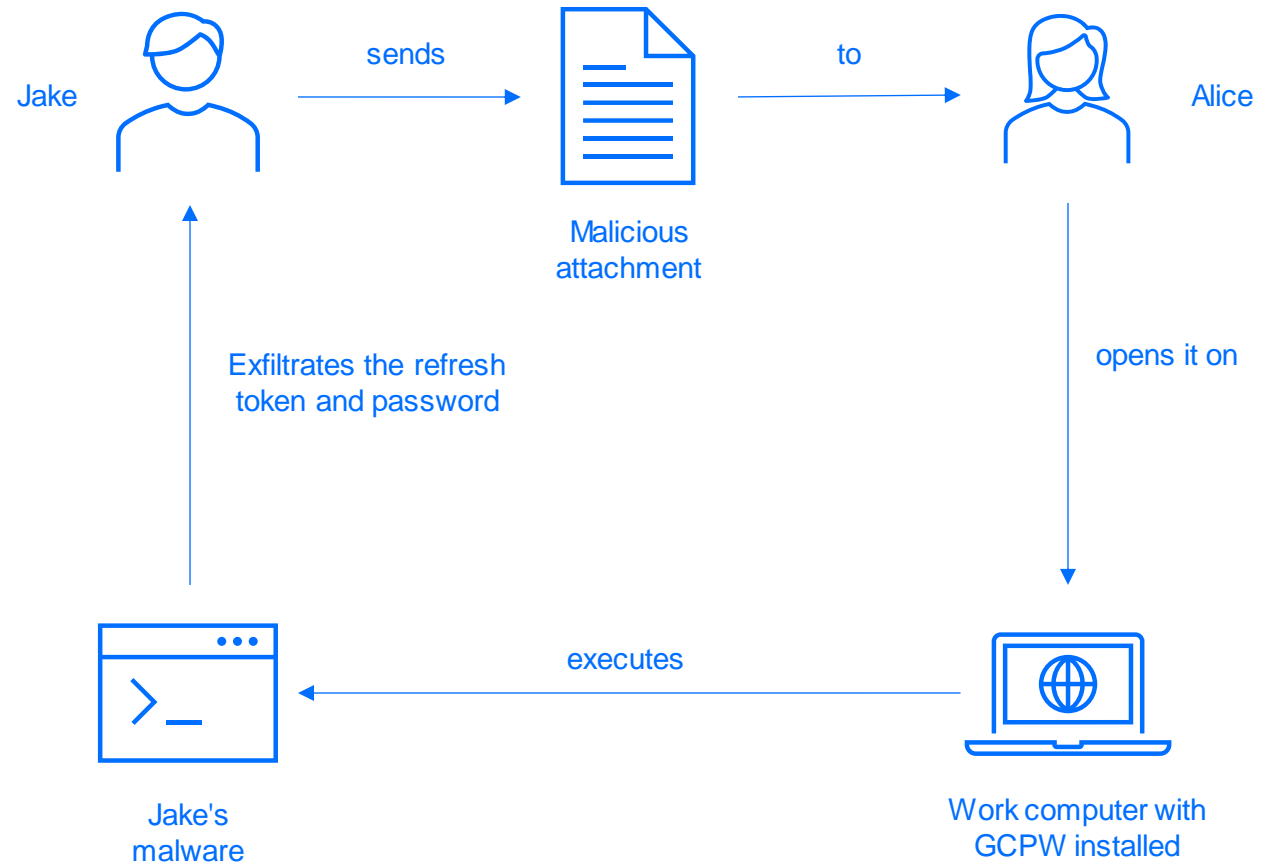 sends
to
Jake
Alice
Malicious
attachment
Exfiltrates the refresh
token and password
opens it on
executes
Jake's
malware
Work computer with
GCPW installed